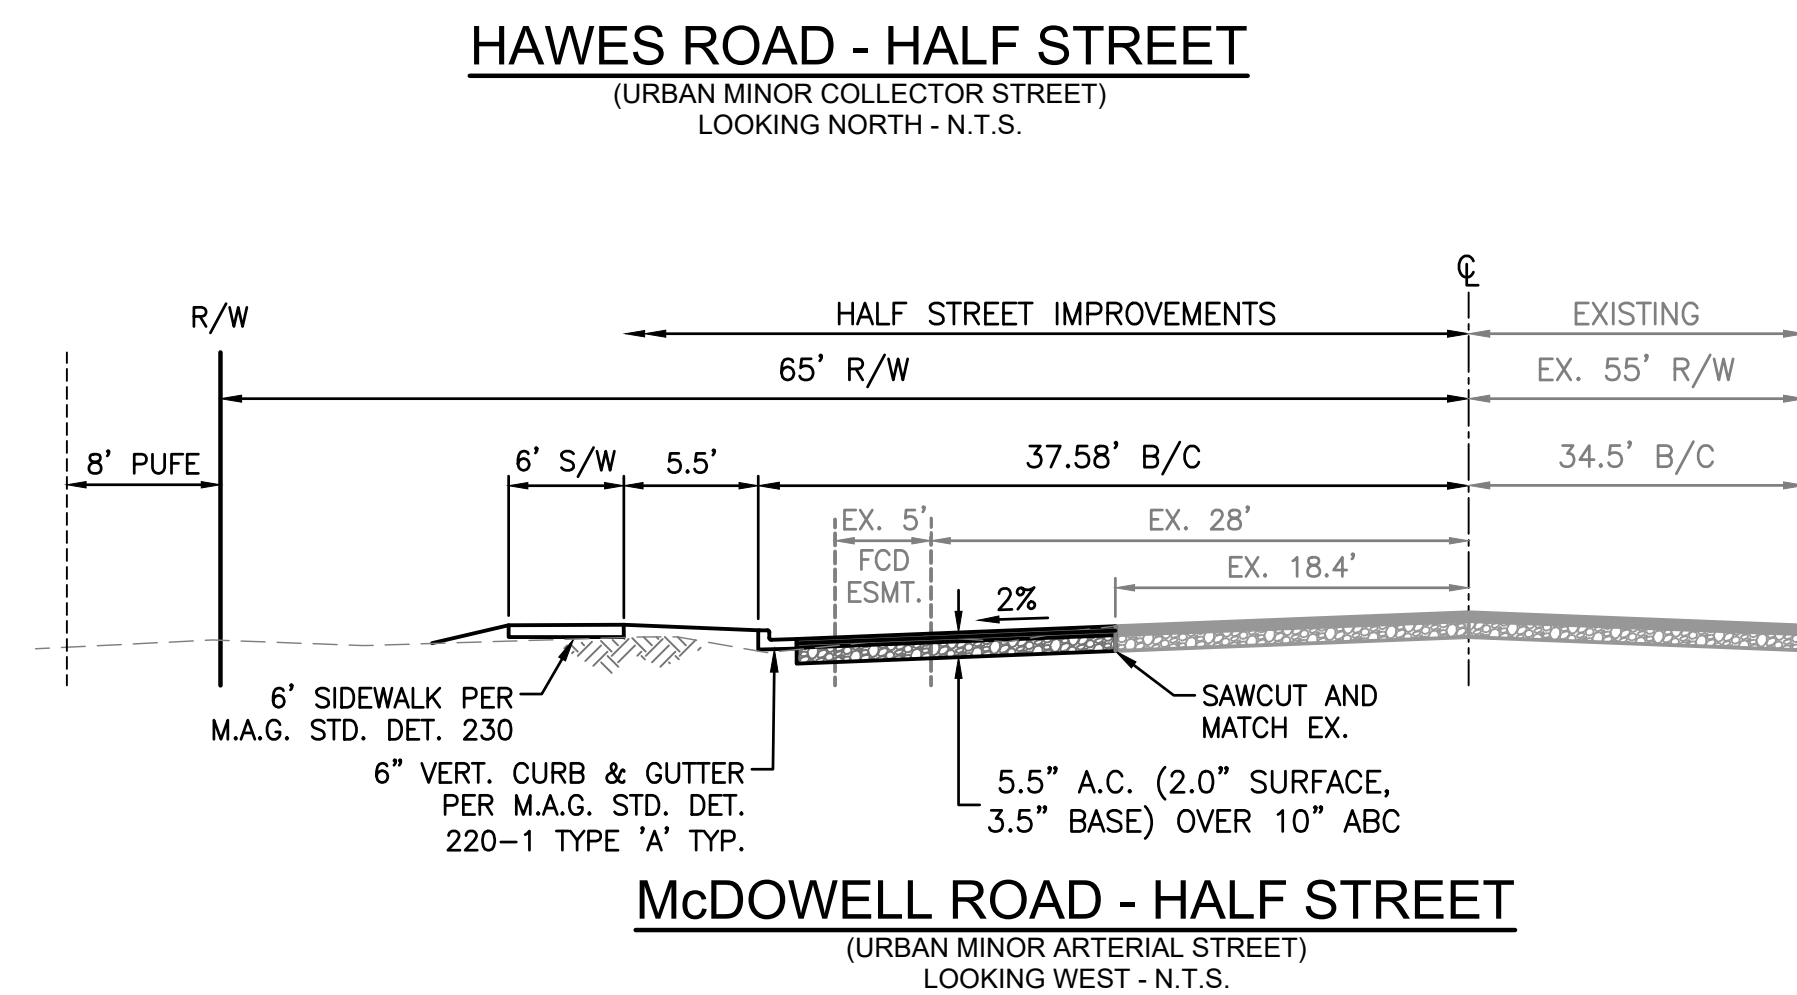 HAWES ROAD - HALF STREET
(URBAN MINOR COLLECTOR STREET)
LOOKING NORTH - N.T.S.
℄
R/W
HALF STREET IMPROVEMENTS
EXISTING
65' R/W
EX. 55' R/W
8' PUFE
6' S/W
5.5'
37.58' B/C
34.5' B/C
EX. 5'
FCD
ESMT.
EX. 28'
EX. 18.4'
2%
6' SIDEWALK PER
M.A.G. STD. DET. 230
SAWCUT AND
MATCH EX.
6" VERT. CURB & GUTTER
PER M.A.G. STD. DET.
220-1 TYPE 'A' TYP.
5.5" A.C. (2.0" SURFACE,
3.5" BASE) OVER 10" ABC
McDOWELL ROAD - HALF STREET
(URBAN MINOR ARTERIAL STREET)
LOOKING WEST - N.T.S.